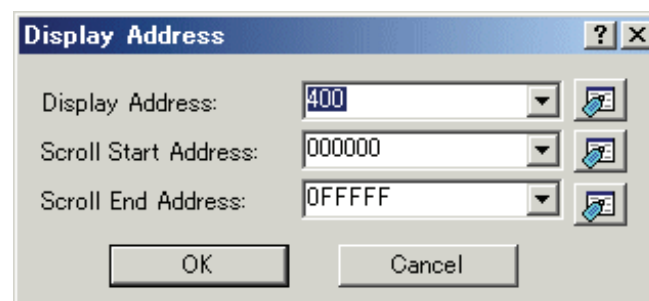 Display Address
Display Address: 400
Scroll Start Address: 000000
Scroll End Address: 0FFFFF
OK Cancel